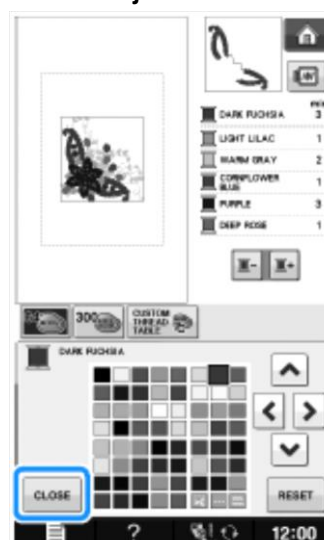 min
DARK FUCHSIA 3
LIGHT LILAC 1
WARM GRAY 2
CORNFLOWER
BLUE 1
PURPLE 3
DEEP ROSE 1
300
CUSTOM
THREAD
TABLE
DARK FUCHSIA
CLOSE
RESET
?
12:00